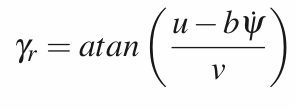 γ_r = atan ( (u − bψ̇) / v )